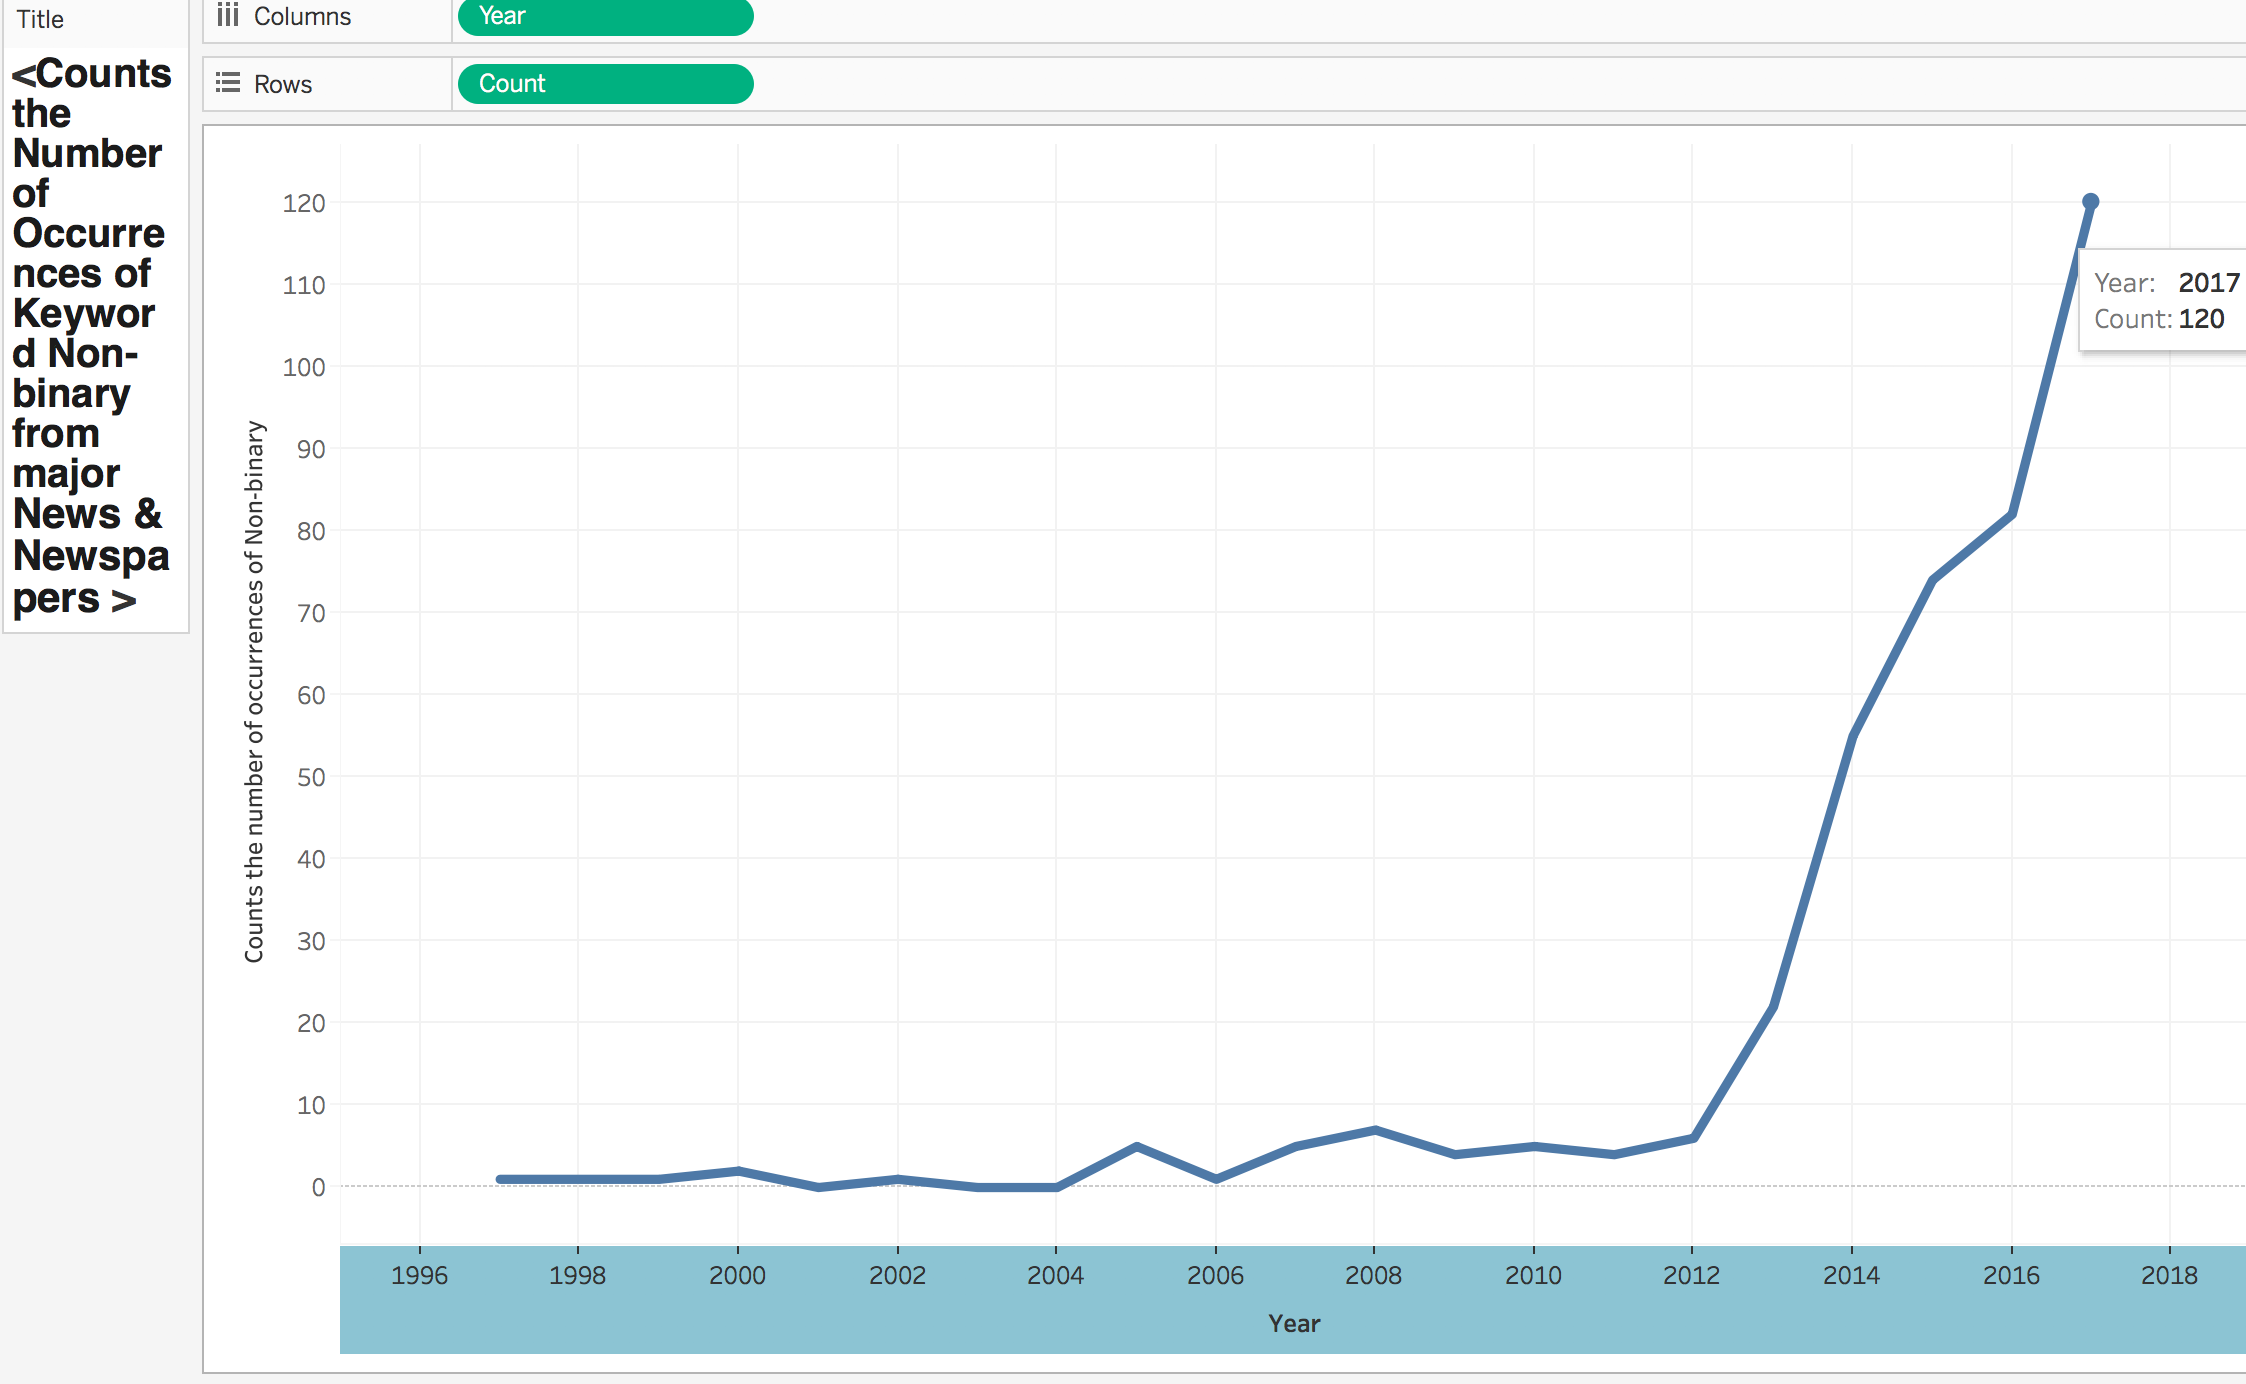 Title
<Counts
the
Number
of
Occurre
nces of
Keywor
d Non-
binary
from
major
News &
Newspa
pers >
Columns
Year
Rows
Count
Counts the number of occurrences of Non-binary
120
110
100
90
80
70
60
50
40
30
20
10
0
Year: 2017
Count: 120
1996 1998 2000 2002 2004 2006 2008 2010 2012 2014 2016 2018
Year